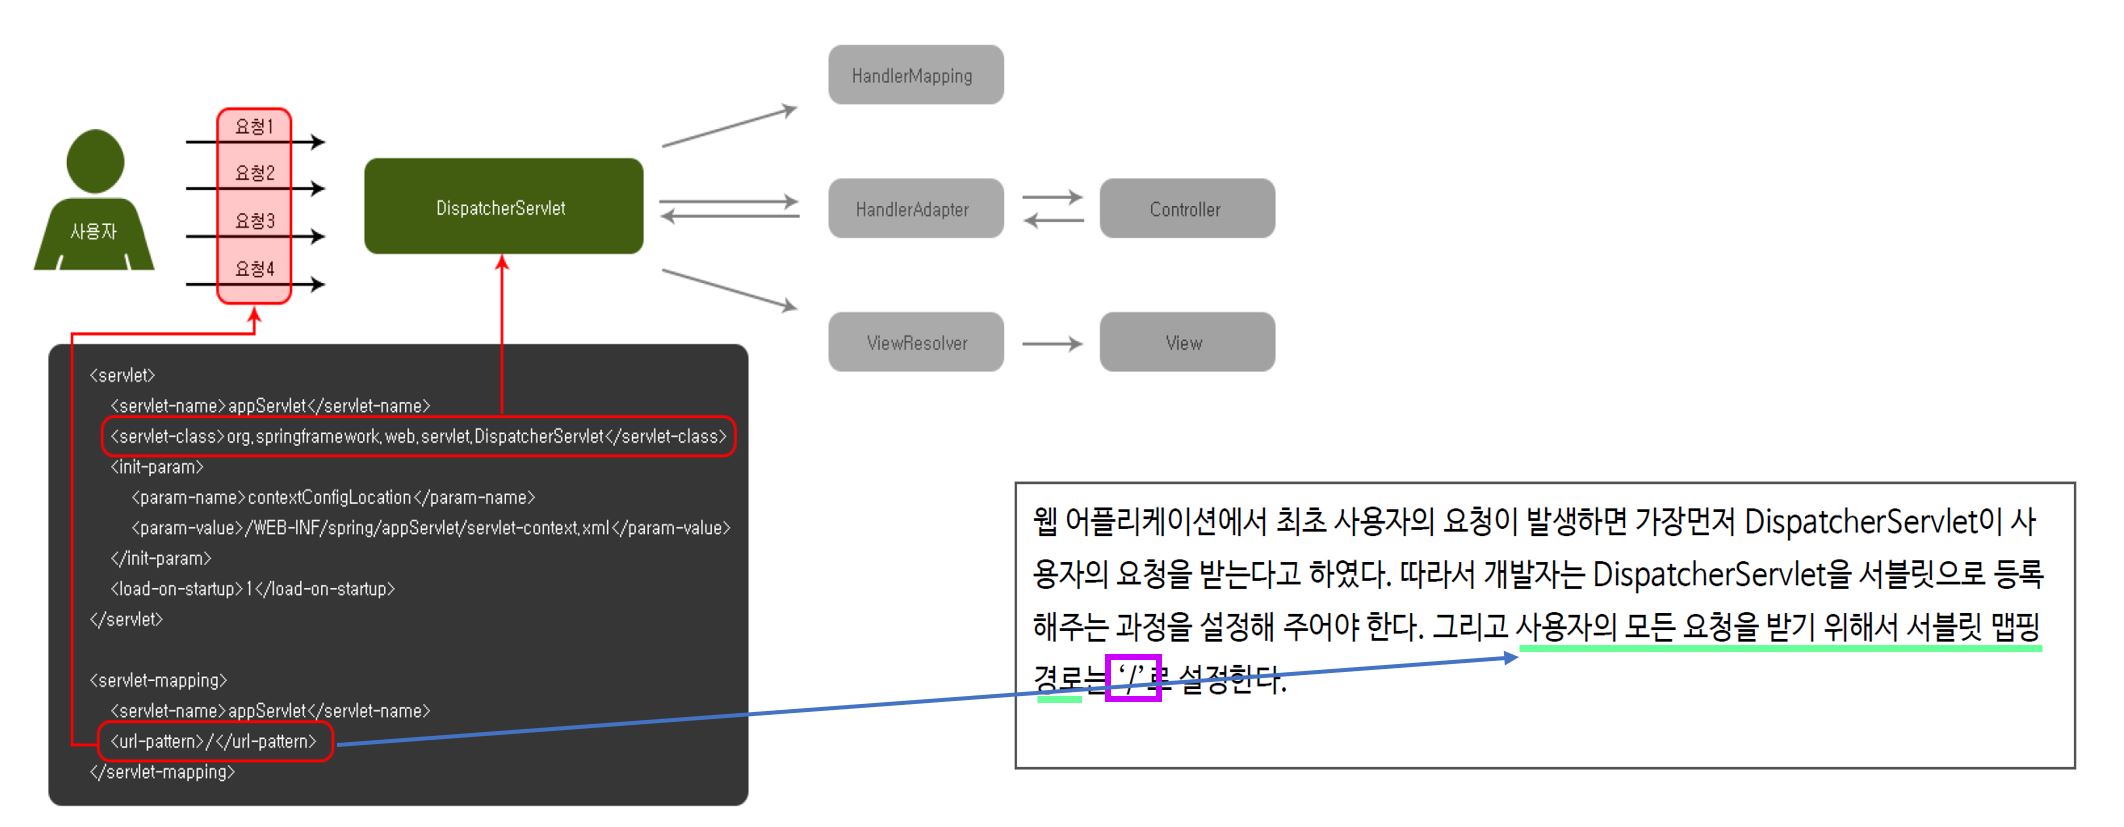 요청1
요청2
요청3
요청4
사용자
DispatcherServlet
HandlerMapping
HandlerAdapter
Controller
ViewResolver
View
<servlet>
<servlet-name>appServlet</servlet-name>
<servlet-class>org.springframework.web.servlet.DispatcherServlet</servlet-class>
<init-param>
<param-name>contextConfigLocation</param-name>
<param-value>/WEB-INF/spring/appServlet/servlet-context.xml</param-value>
</init-param>
<load-on-startup>1</load-on-startup>
</servlet>
<servlet-mapping>
<servlet-name>appServlet</servlet-name>
<url-pattern>/</url-pattern>
</servlet-mapping>
웹 어플리케이션에서 최초 사용자의 요청이 발생하면 가장먼저 DispatcherServlet이 사
용자의 요청을 받는다고 하였다. 따라서 개발자는 DispatcherServlet을 서블릿으로 등록
해주는 과정을 설정해 주어야 한다. 그리고 사용자의 모든 요청을 받기 위해서 서블릿 맵핑
경로는 ‘/’ 로 설정한다.